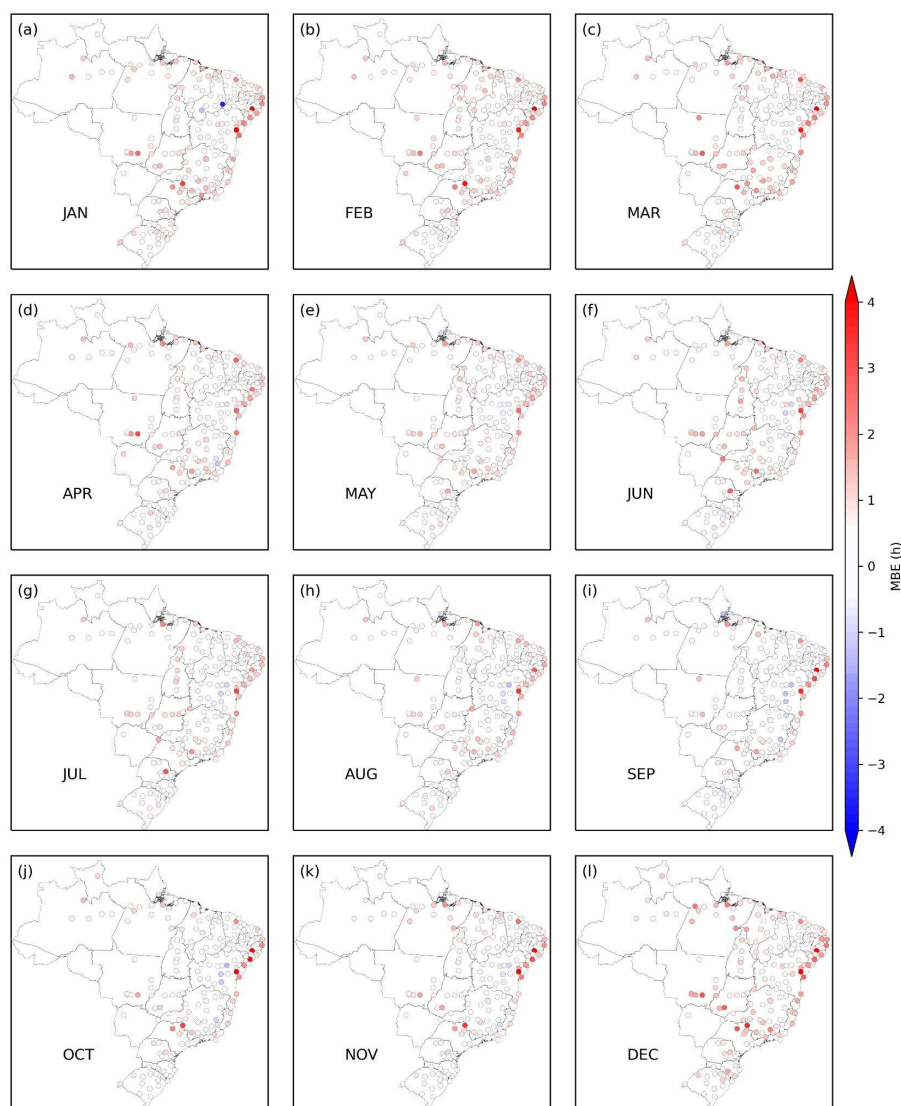 (a)
JAN
(b)
FEB
(c)
MAR
(d)
APR
(e)
MAY
(f)
JUN
(g)
JUL
(h)
AUG
(i)
SEP
(j)
OCT
(k)
NOV
(l)
DEC
4
3
2
1
0
−1
−2
−3
−4
MBE (h)